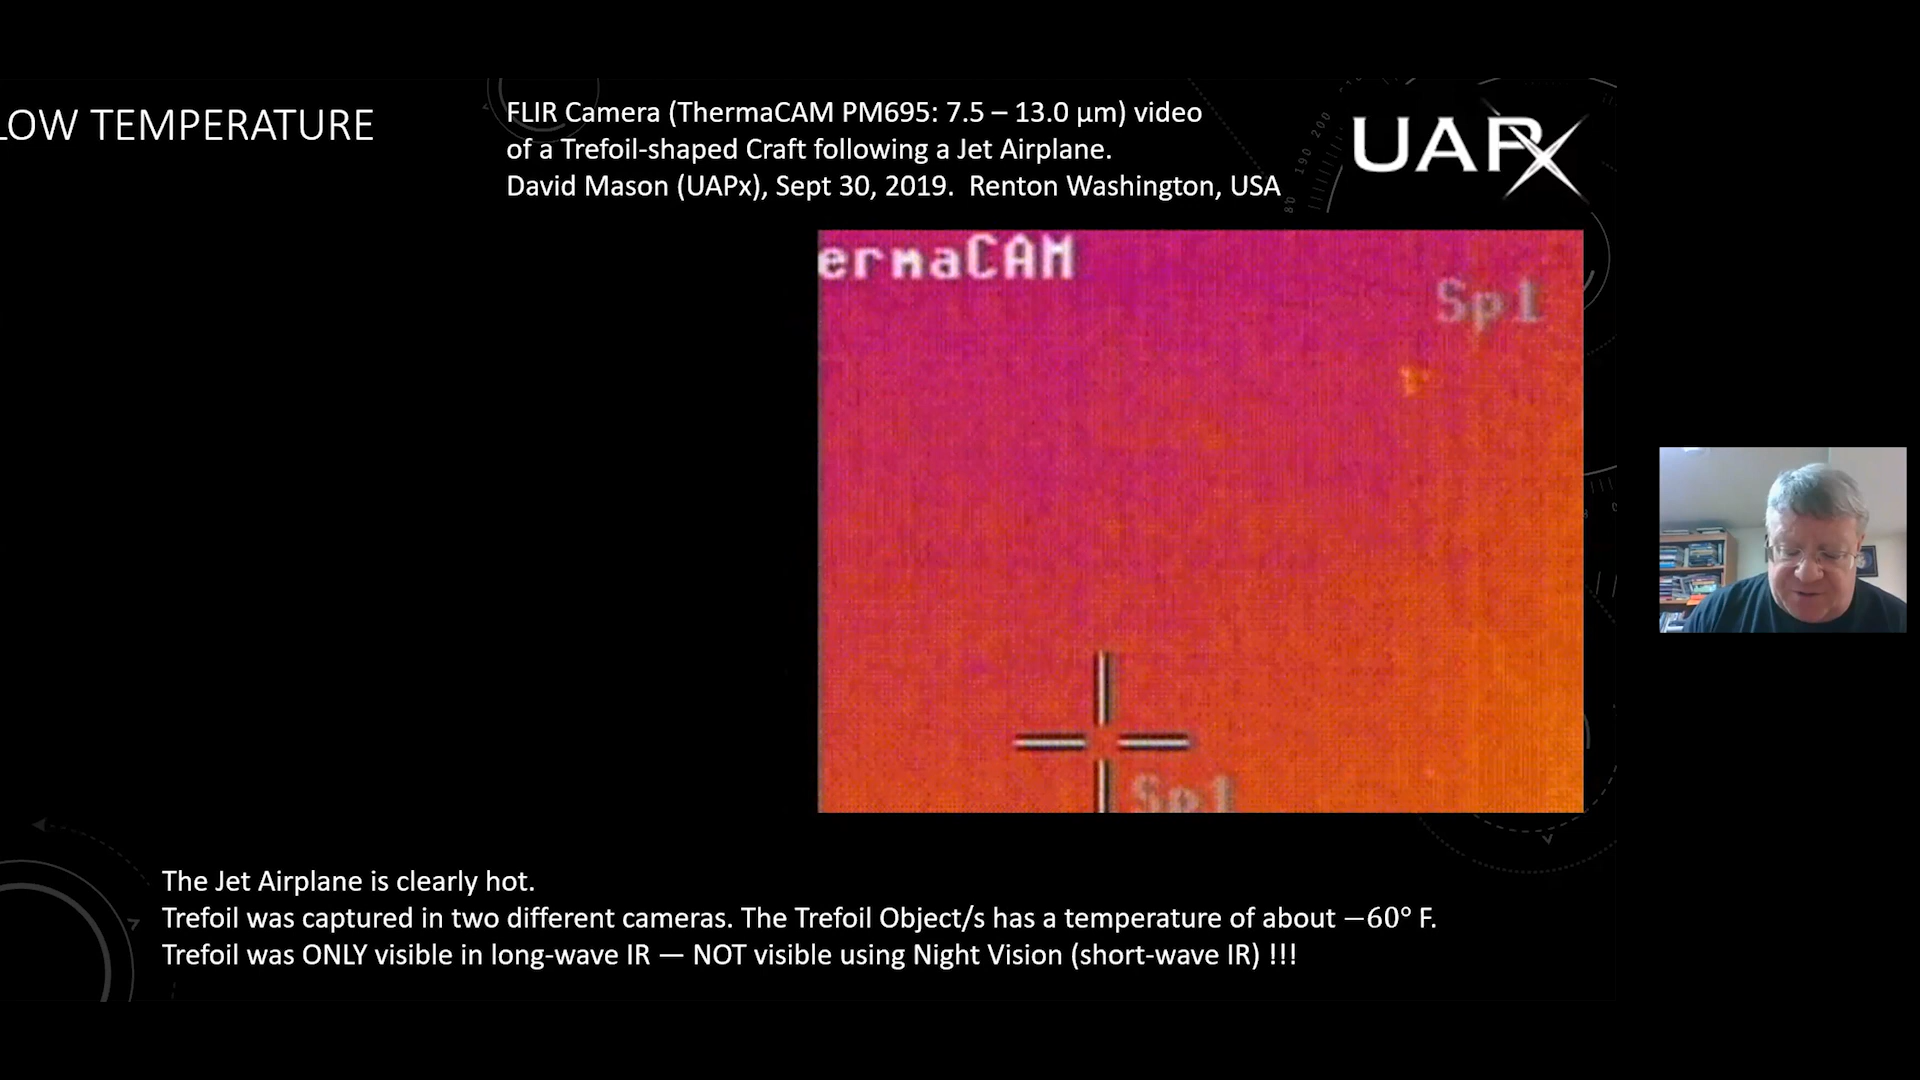 LOW TEMPERATURE
FLIR Camera (ThermaCAM PM695: 7.5 – 13.0 μm) video
of a Trefoil-shaped Craft following a Jet Airplane.
David Mason (UAPx), Sept 30, 2019.  Renton Washington, USA
UAPx
80 190 200
ermaCAM
Sp1
Sp1
The Jet Airplane is clearly hot.
Trefoil was captured in two different cameras. The Trefoil Object/s has a temperature of about −60° F.
Trefoil was ONLY visible in long-wave IR — NOT visible using Night Vision (short-wave IR) !!!